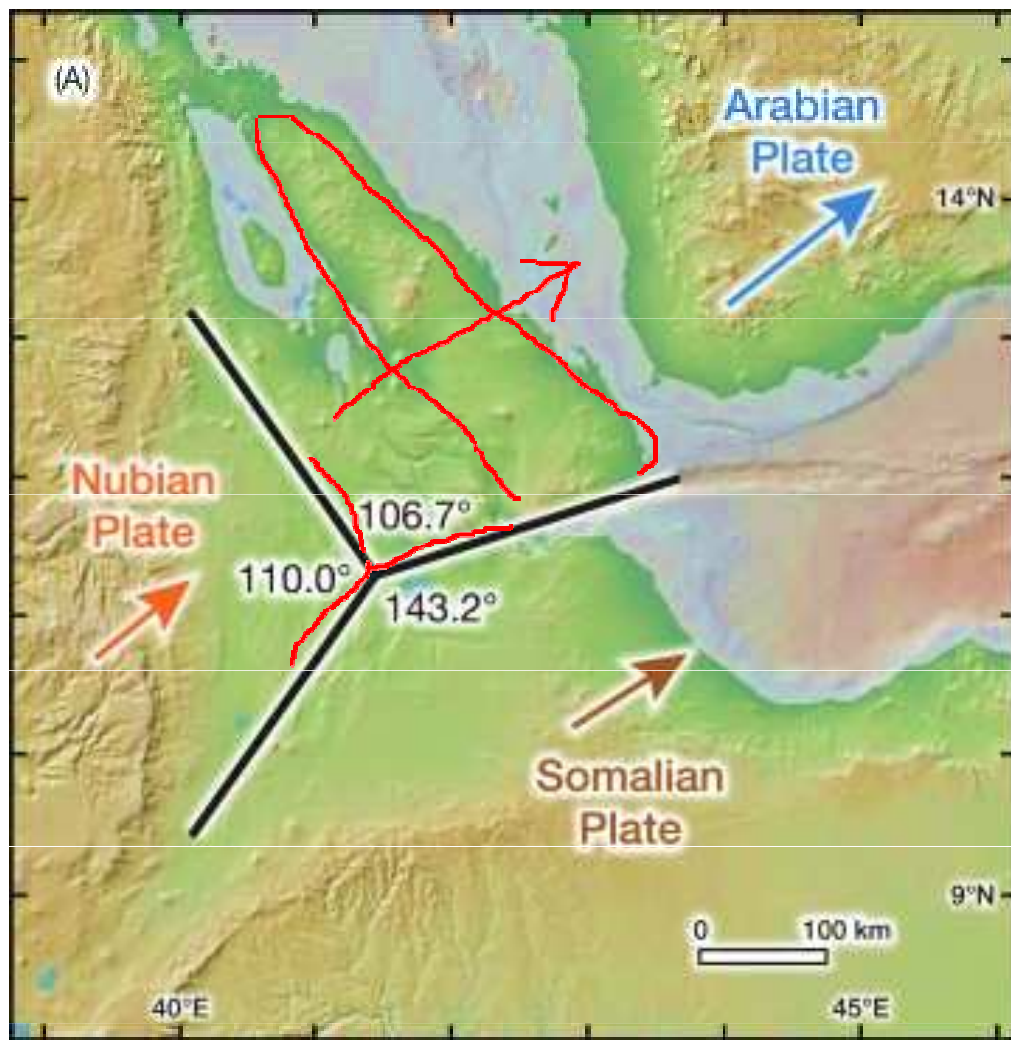 (A)
Arabian
Plate
14°N
Nubian
Plate
106.7°
110.0°
143.2°
Somalian
Plate
9°N
0 100 km
40°E
45°E